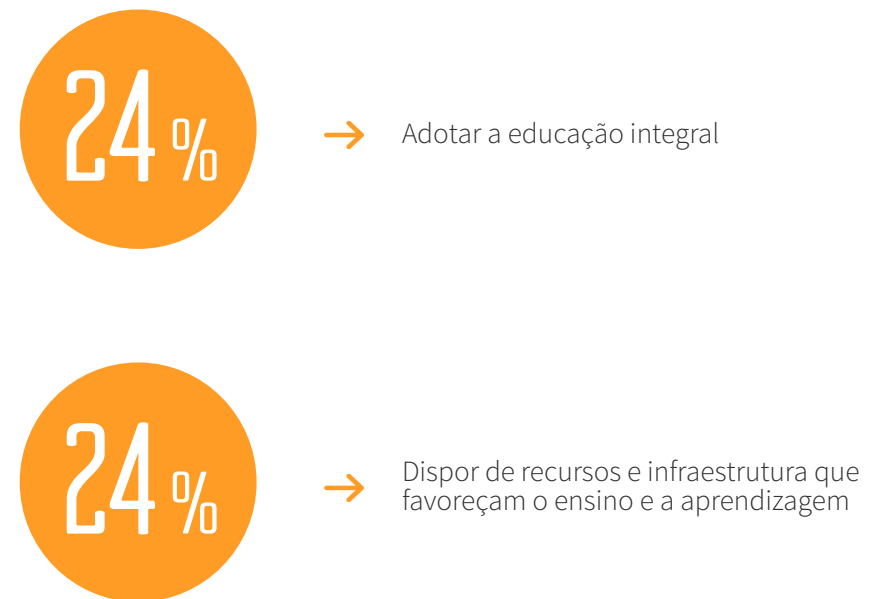 24 %
Adotar a educação integral
24 %
Dispor de recursos e infraestrutura que
favoreçam o ensino e a aprendizagem